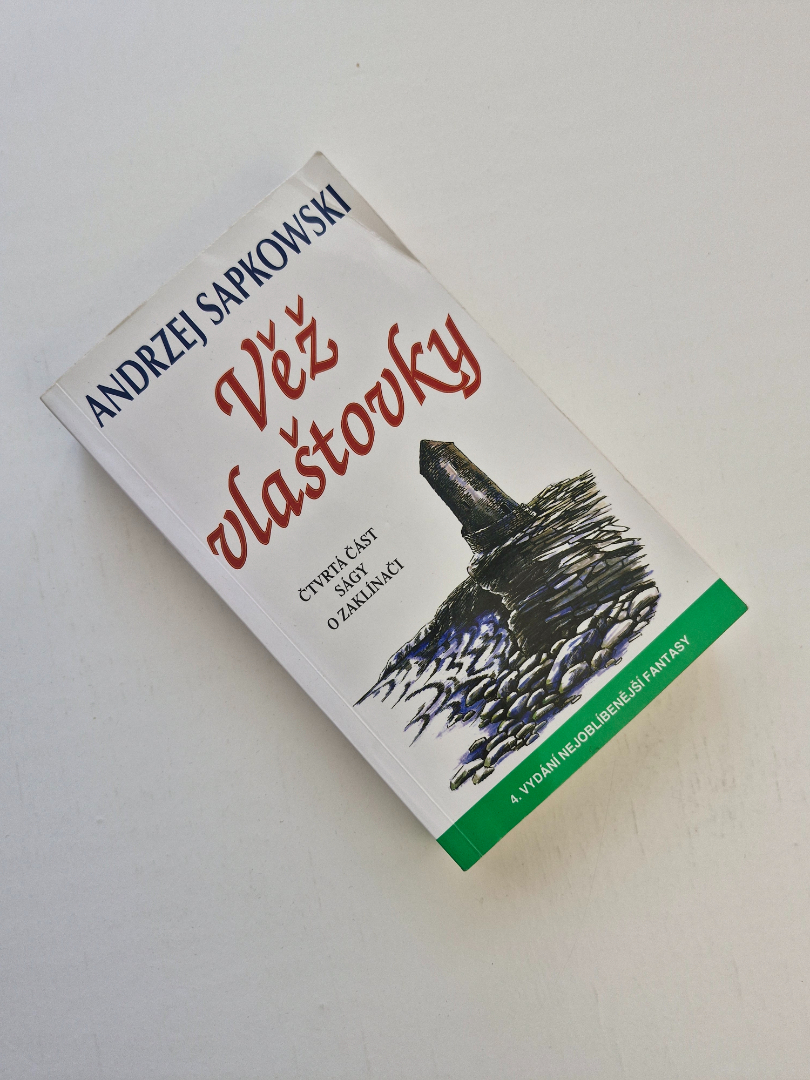 ANDRZEJ SAPKOWSKI
Věž
vlaštovky
ČTVRTÁ ČÁST
SÁGY
O ZAKLÍNAČI
4. VYDÁNÍ NEJOBLÍBENĚJŠÍ FANTASY